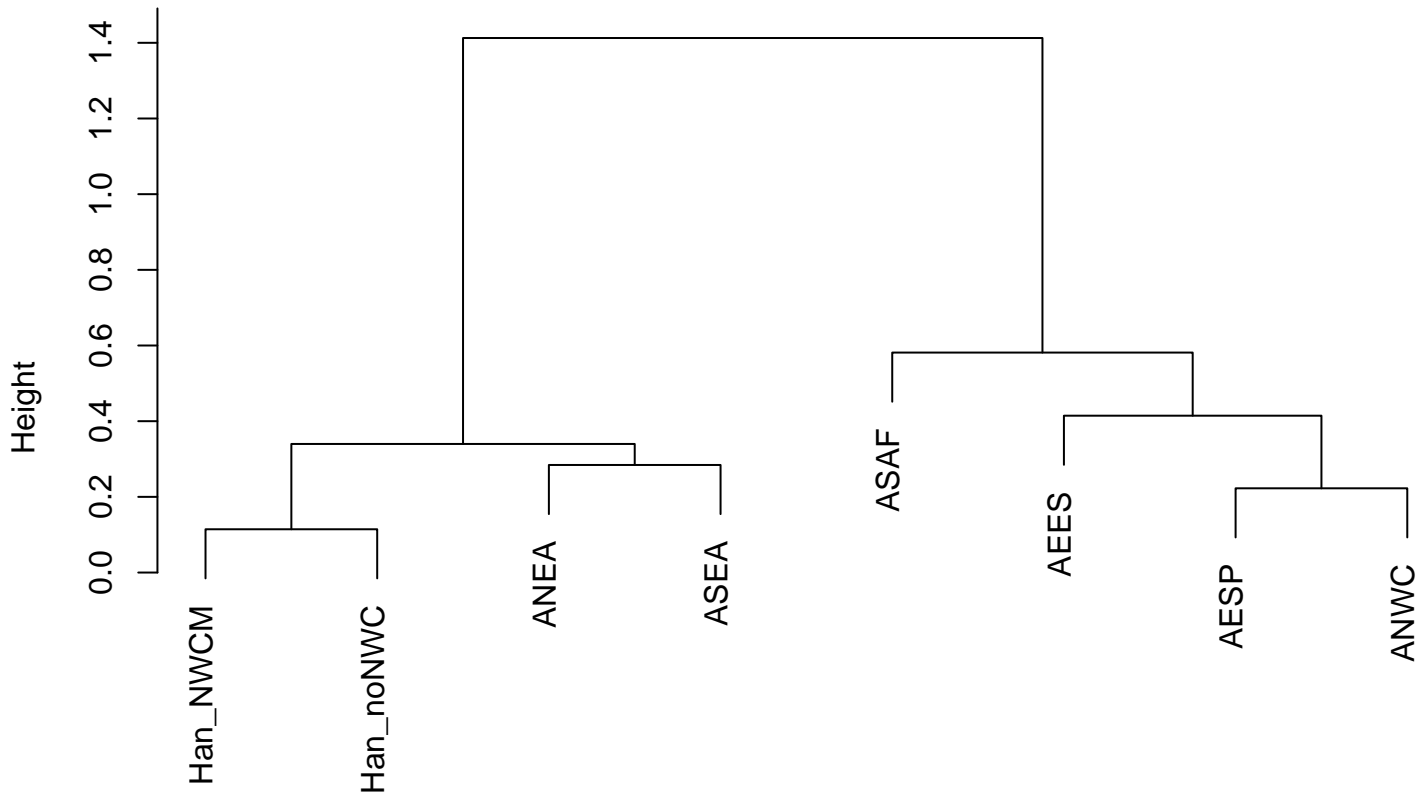 Height
1.4
1.2
1.0
0.8
0.6
0.4
0.2
0.0
Han_NWCM
Han_noNWC
ANEA
ASEA
ASAF
AEES
AESP
ANWC